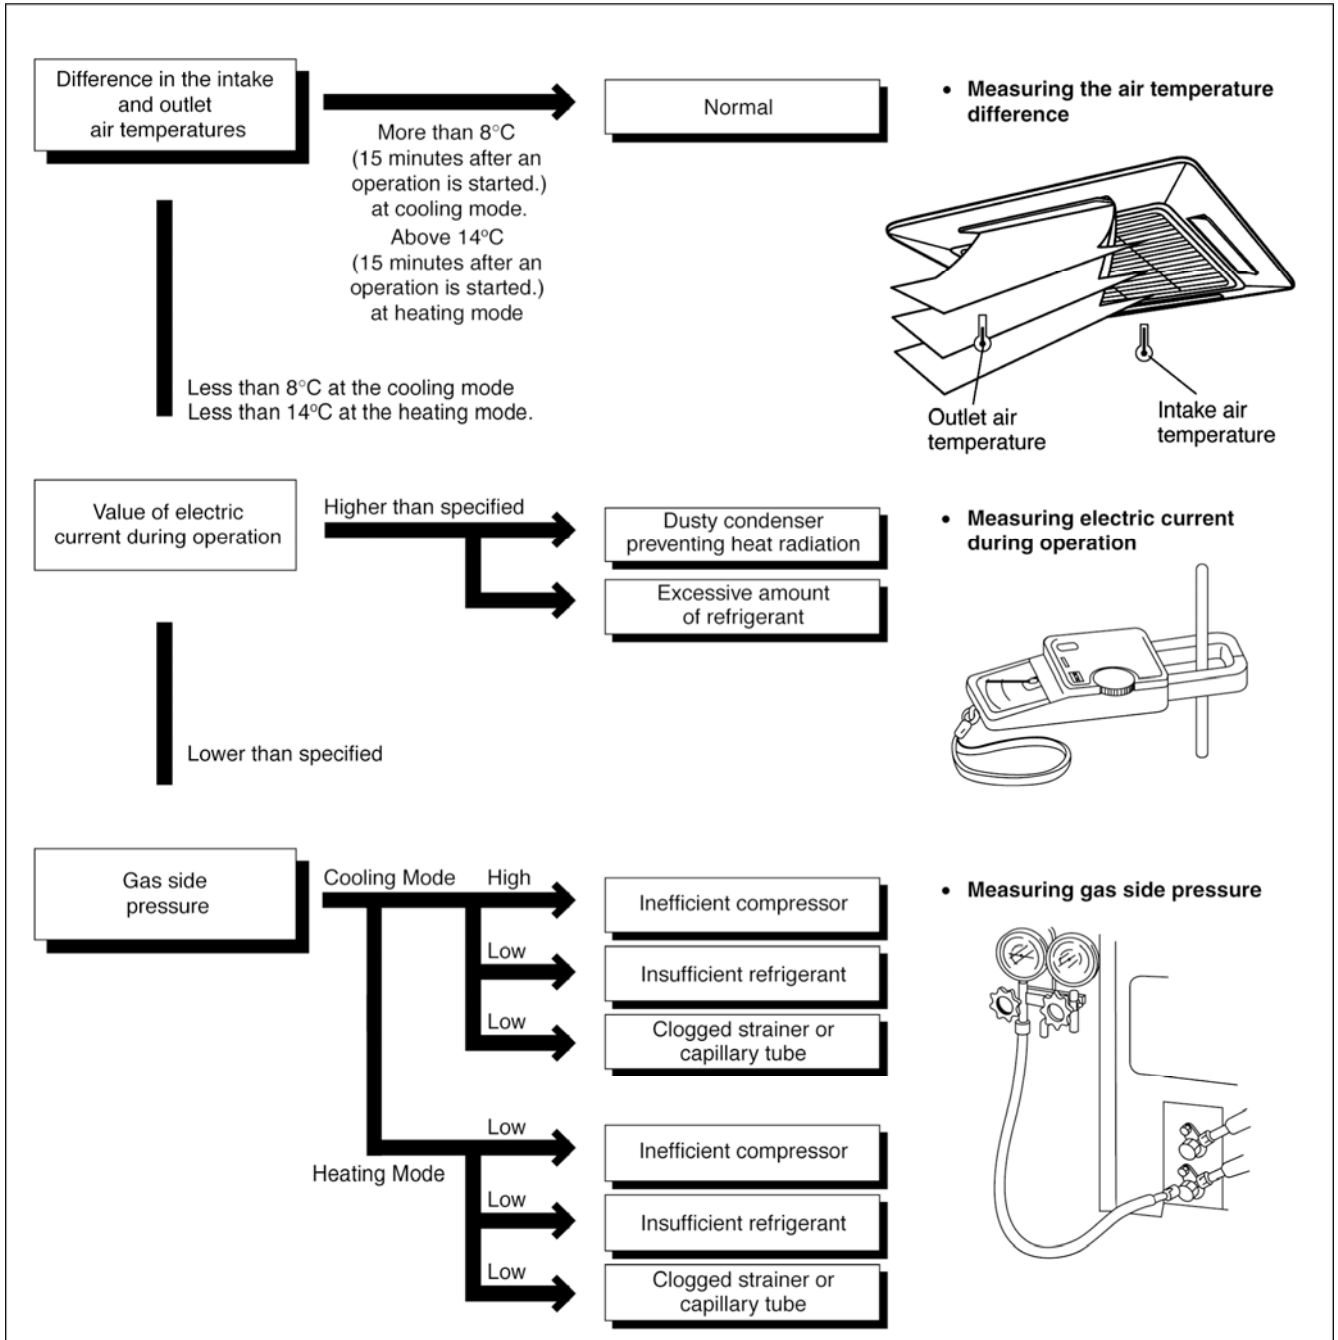 Difference in the intake
and outlet
air temperatures
More than 8°C
(15 minutes after an
operation is started.)
at cooling mode.
Above 14°C
(15 minutes after an
operation is started.)
at heating mode
Normal
• Measuring the air temperature
difference
Outlet air
temperature
Intake air
temperature
Less than 8°C at the cooling mode
Less than 14°C at the heating mode.
Value of electric
current during operation
Higher than specified
Dusty condenser
preventing heat radiation
Excessive amount
of refrigerant
• Measuring electric current
during operation
Lower than specified
Gas side
pressure
Cooling Mode
High
Inefficient compressor
Low
Insufficient refrigerant
Low
Clogged strainer or
capillary tube
• Measuring gas side pressure
Heating Mode
Low
Inefficient compressor
Low
Insufficient refrigerant
Low
Clogged strainer or
capillary tube